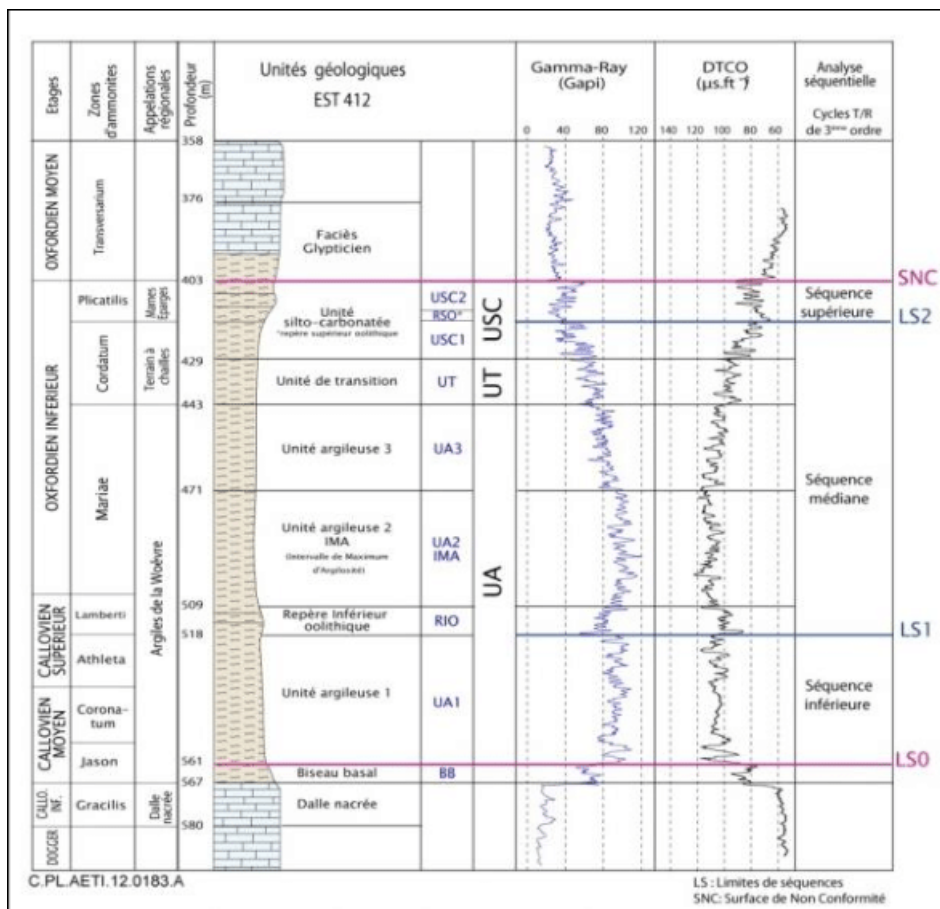 Etages
Zones
d'ammonites
Appelations
régionales
Profondeur
(m)
Unités géologiques
EST 412
Gamma-Ray
(Gapi)
0 40 80 120
DTCO
(µs.ft⁻¹)
140 120 100 80 60
Analyse
séquentielle
Cycles T/R
de 3ème ordre
358
376
403
429
443
471
509
518
561
567
580
OXFORDIEN MOYEN
OXFORDIEN INFERIEUR
CALLOVIEN
SUPERIEUR
CALLOVIEN
MOYEN
CALLO.
INF.
DOGGER
Transversarium
Plicatilis
Cordatum
Mariae
Lamberti
Athleta
Corona-
tum
Jason
Gracilis
Marnes
Eparges
Terrain à
chailles
Argiles de la Woëvre
Dalle
nacrée
Faciès
Glypticien
Unité
silto-carbonatée
*repère supérieur oolithique
Unité de transition
Unité argileuse 3
Unité argileuse 2
IMA
(Intervalle de Maximum
d'Argilosité)
Repère Inférieur
oolithique
Unité argileuse 1
Biseau basal
Dalle nacrée
USC2
RSO*
USC1
UT
UA3
UA2
IMA
RIO
UA1
BB
USC
UT
UA
Séquence
supérieure
Séquence
médiane
Séquence
inférieure
SNC
LS2
LS1
LS0
C.PL.AETI.12.0183.A
LS : Limites de séquences
SNC: Surface de Non Conformité